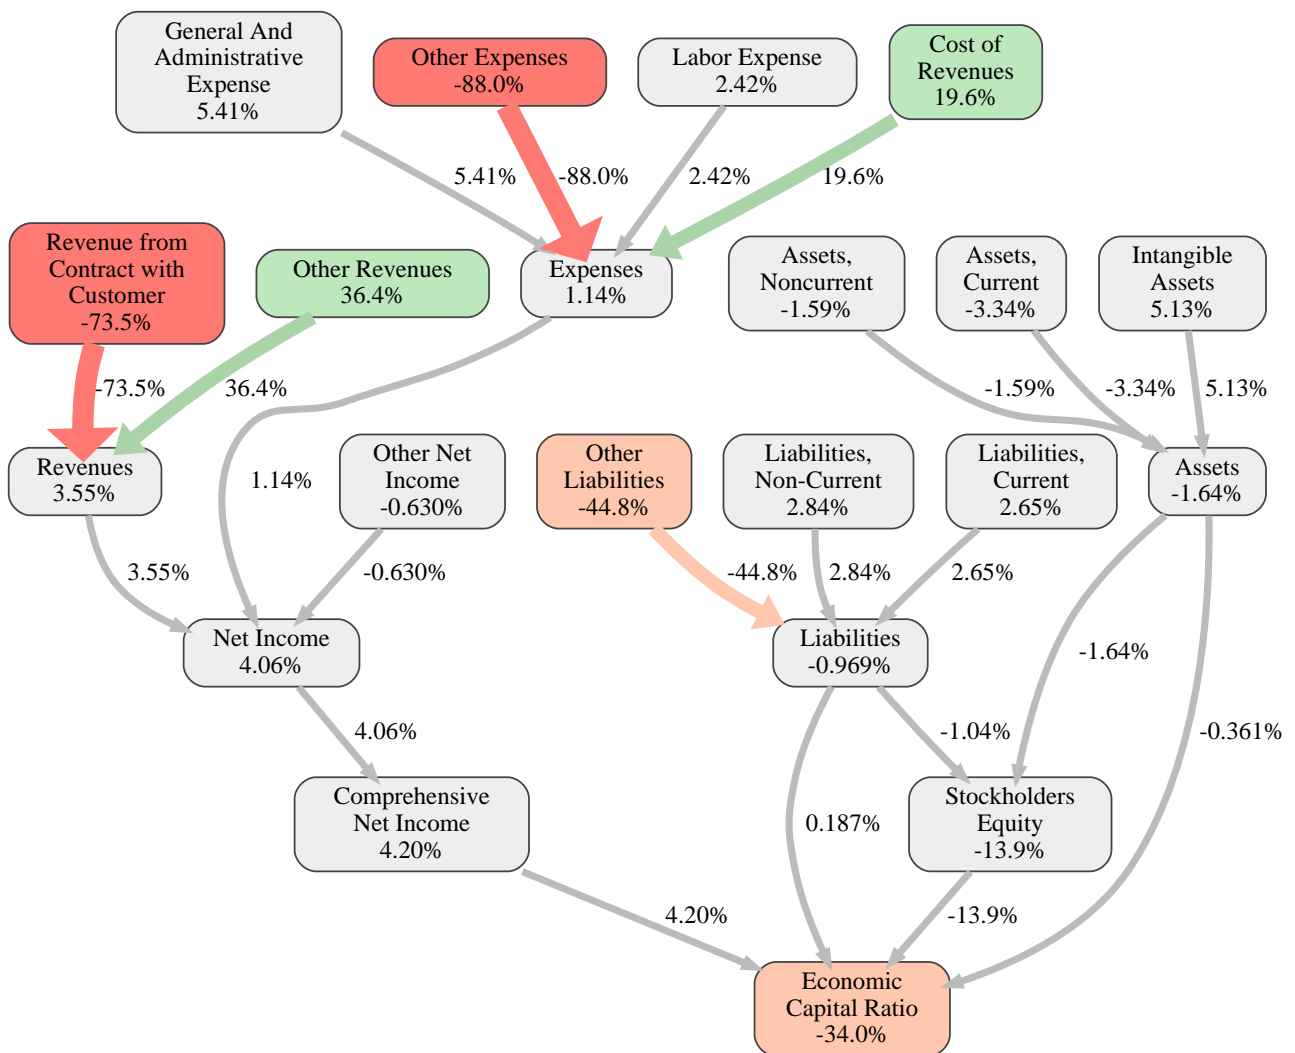 General And
Administrative
Expense
5.41%
Other Expenses
-88.0%
Labor Expense
2.42%
Cost of
Revenues
19.6%
5.41%
-88.0%
2.42%
19.6%
Revenue from
Contract with
Customer
-73.5%
Other Revenues
36.4%
Expenses
1.14%
Assets,
Noncurrent
-1.59%
Assets,
Current
-3.34%
Intangible
Assets
5.13%
-73.5%
36.4%
-1.59%
-3.34%
5.13%
Revenues
3.55%
1.14%
Other Net
Income
-0.630%
Other
Liabilities
-44.8%
Liabilities,
Non-Current
2.84%
Liabilities,
Current
2.65%
Assets
-1.64%
3.55%
-0.630%
-44.8%
2.84%
2.65%
Net Income
4.06%
Liabilities
-0.969%
-1.64%
4.06%
-1.04%
-0.361%
Comprehensive
Net Income
4.20%
0.187%
Stockholders
Equity
-13.9%
4.20%
-13.9%
Economic
Capital Ratio
-34.0%